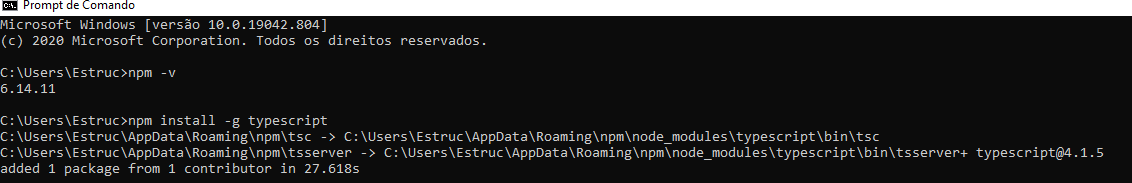 Prompt de Comando
Microsoft Windows [versão 10.0.19042.804]
(c) 2020 Microsoft Corporation. Todos os direitos reservados.
C:\Users\Estruc>npm -v
6.14.11
C:\Users\Estruc>npm install -g typescript
C:\Users\Estruc\AppData\Roaming\npm\tsc -> C:\Users\Estruc\AppData\Roaming\npm\node_modules\typescript\bin\tsc
C:\Users\Estruc\AppData\Roaming\npm\tsserver -> C:\Users\Estruc\AppData\Roaming\npm\node_modules\typescript\bin\tsserver+ typescript@4.1.5
added 1 package from 1 contributor in 27.618s